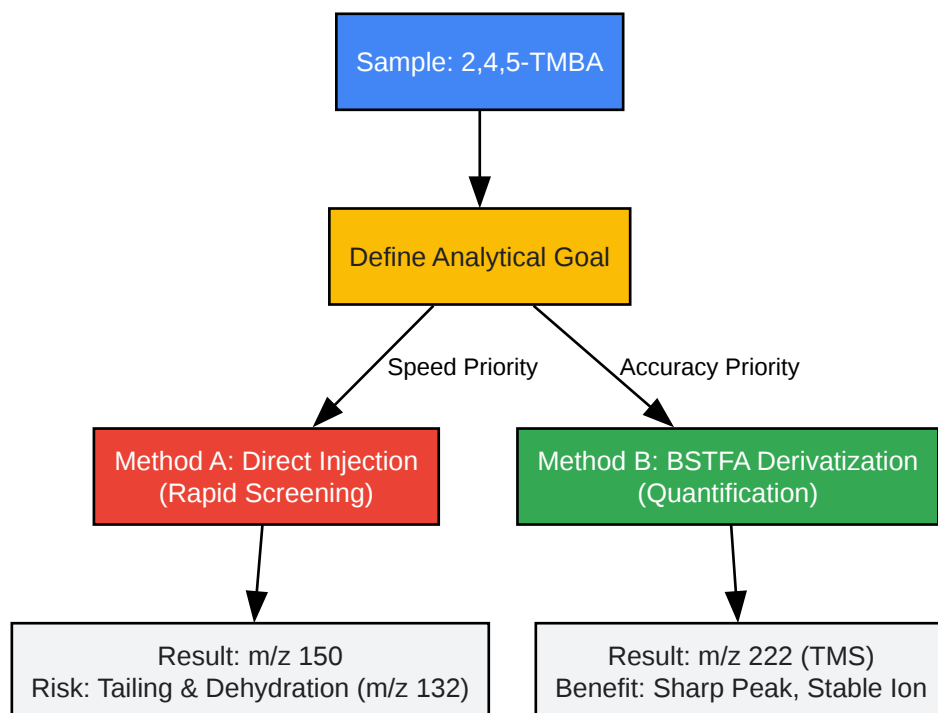 Sample: 2,4,5-TMBA
Define Analytical Goal
Speed Priority
Accuracy Priority
Method A: Direct Injection
(Rapid Screening)
Method B: BSTFA Derivatization
(Quantification)
Result: m/z 150
Risk: Tailing & Dehydration (m/z 132)
Result: m/z 222 (TMS)
Benefit: Sharp Peak, Stable Ion